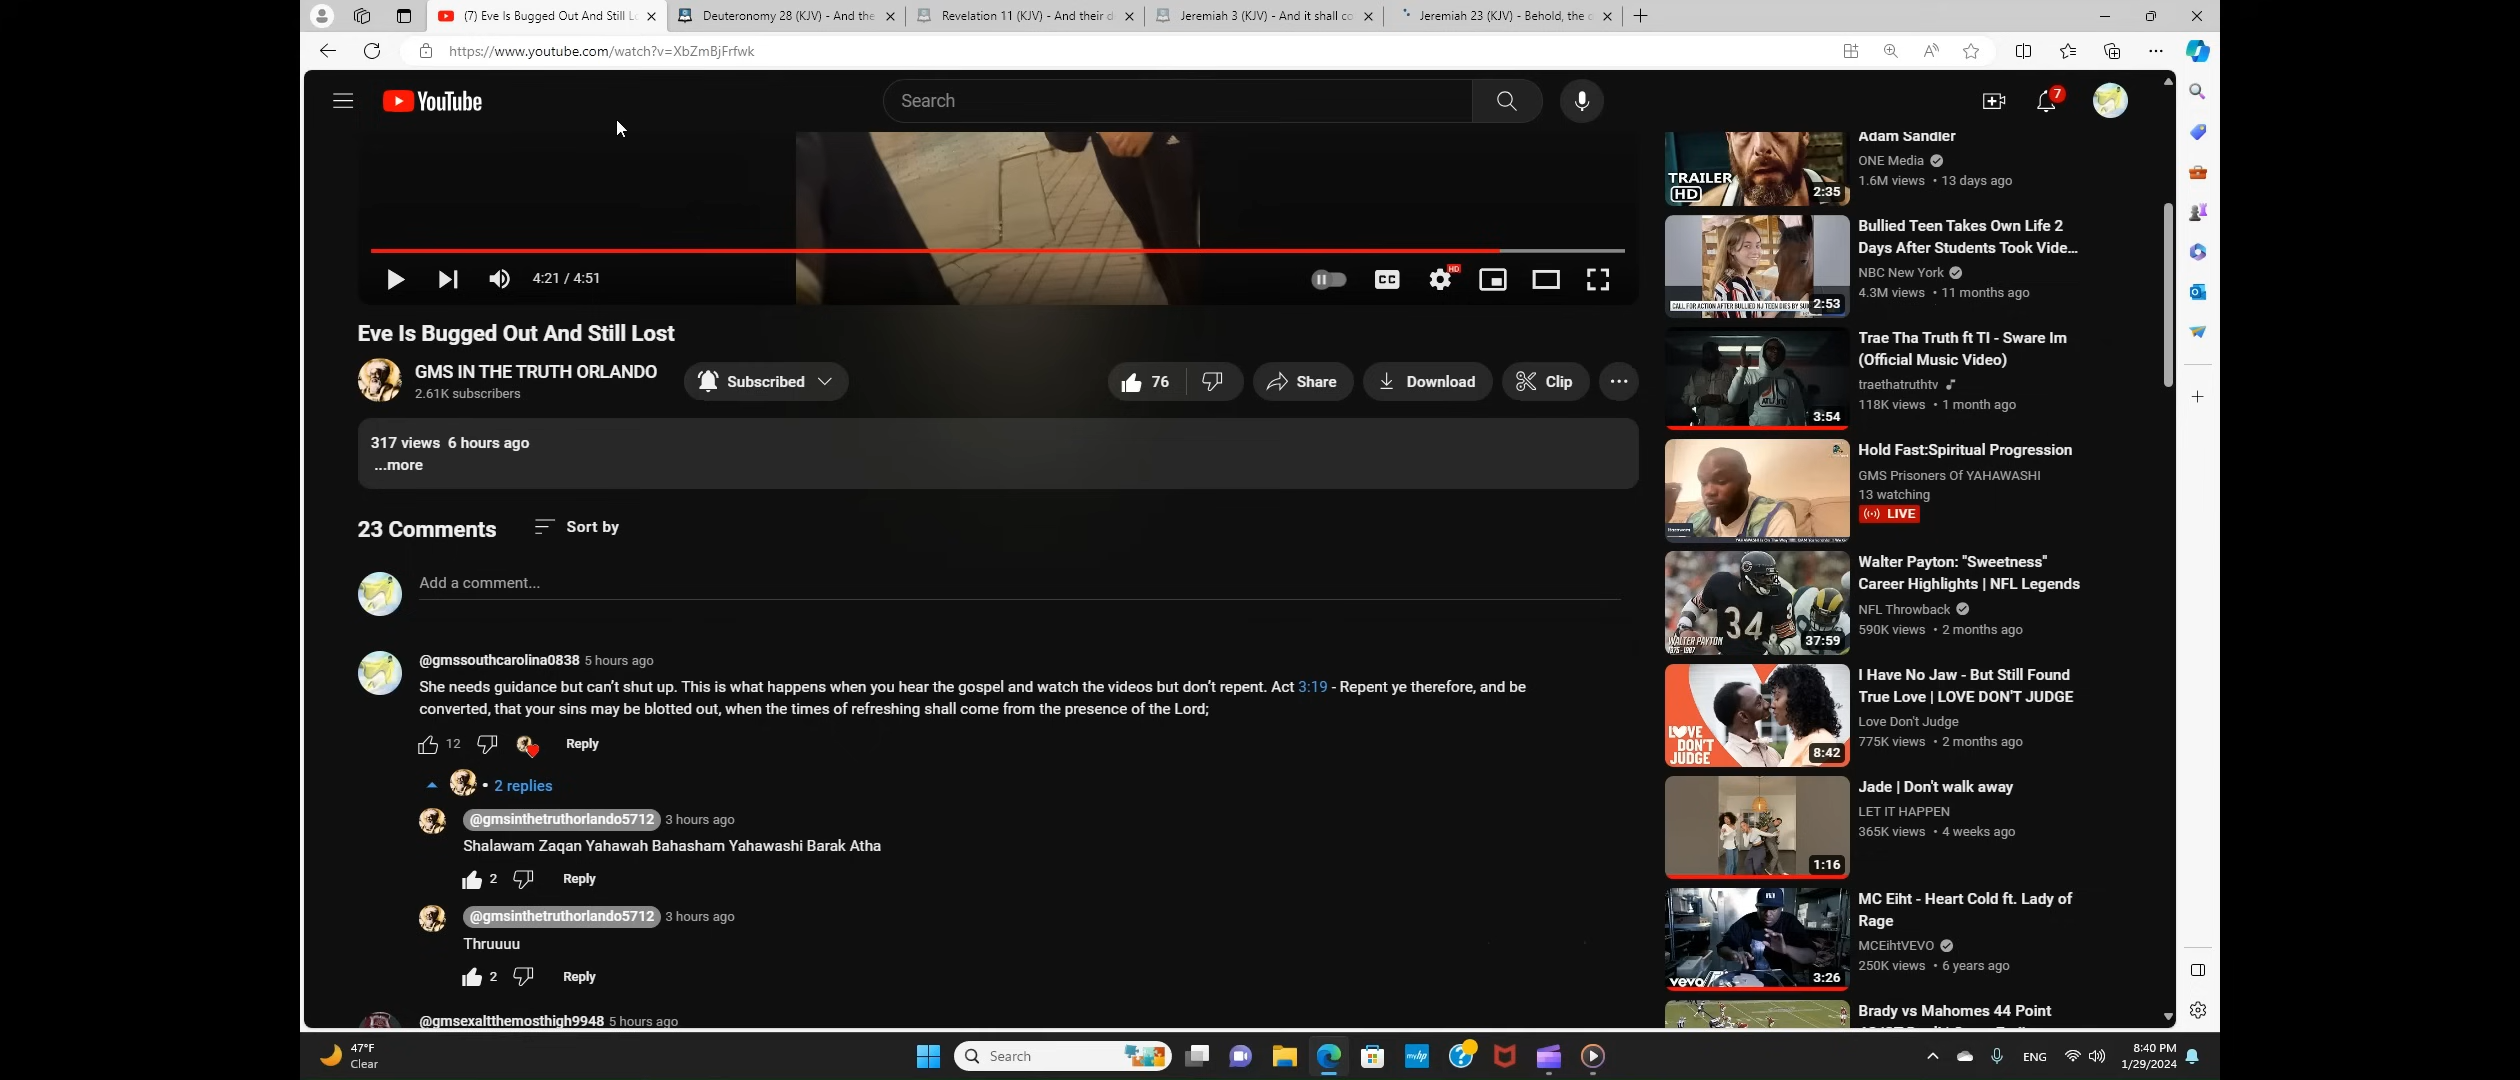 (7) Eve Is Bugged Out And Still L
Deuteronomy 28 (KJV) - And the
Revelation 11 (KJV) - And their d
Jeremiah 3 (KJV) - And it shall co
Jeremiah 23 (KJV) - Behold, the d
https://www.youtube.com/watch?v=XbZmBjFrfwk
YouTube
Search
7
4:21 / 4:51
CC
HD
Eve Is Bugged Out And Still Lost
GMS IN THE TRUTH ORLANDO
2.61K subscribers
Subscribed
76
Share
Download
Clip
317 views 6 hours ago
...more
23 Comments
Sort by
Add a comment...
@gmssouthcarolina0838 5 hours ago
She needs guidance but can't shut up. This is what happens when you hear the gospel and watch the videos but don't repent. Act 3:19 - Repent ye therefore, and be
converted, that your sins may be blotted out, when the times of refreshing shall come from the presence of the Lord;
12
Reply
• 2 replies
@gmsinthetruthorlando5712 3 hours ago
Shalawam Zaqan Yahawah Bahasham Yahawashi Barak Atha
2
Reply
@gmsinthetruthorlando5712 3 hours ago
Thruuuu
2
Reply
@gmsexaltthemosthigh9948 5 hours ago
Adam Sandler
ONE Media
1.6M views • 13 days ago
TRAILER
HD
2:35
Bullied Teen Takes Own Life 2
Days After Students Took Vide...
NBC New York
4.3M views • 11 months ago
2:53
Trae Tha Truth ft TI - Sware Im
(Official Music Video)
traethatruthtv
118K views • 1 month ago
3:54
Hold Fast:Spiritual Progression
GMS Prisoners Of YAHAWASHI
13 watching
LIVE
Walter Payton: "Sweetness"
Career Highlights | NFL Legends
NFL Throwback
590K views • 2 months ago
34
WALTER PAYTON
37:59
I Have No Jaw - But Still Found
True Love | LOVE DON'T JUDGE
Love Don't Judge
775K views • 2 months ago
LOVE
DON'T
JUDGE
8:42
Jade | Don't walk away
LET IT HAPPEN
365K views • 4 weeks ago
1:16
MC Eiht - Heart Cold ft. Lady of
Rage
MCEihtVEVO
250K views • 6 years ago
vevo
3:26
Brady vs Mahomes 44 Point
47°F
Clear
Search
myhp
ENG
8:40 PM
1/29/2024